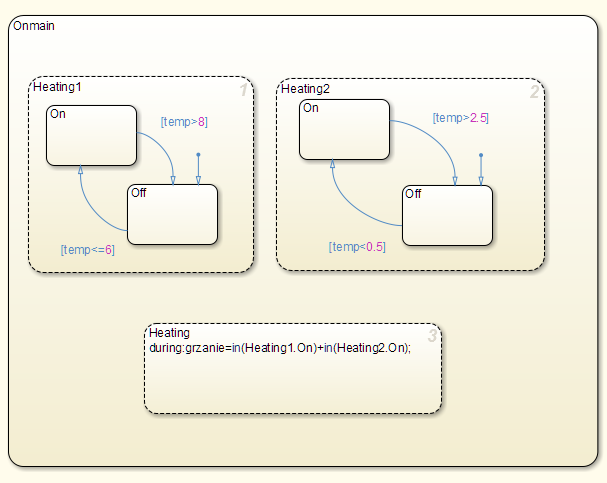 Onmain
Heating1
1
On
[temp>8]
Off
[temp<=6]
Heating2
2
On
[temp>2.5]
Off
[temp<0.5]
Heating
3
during:grzanie=in(Heating1.On)+in(Heating2.On);